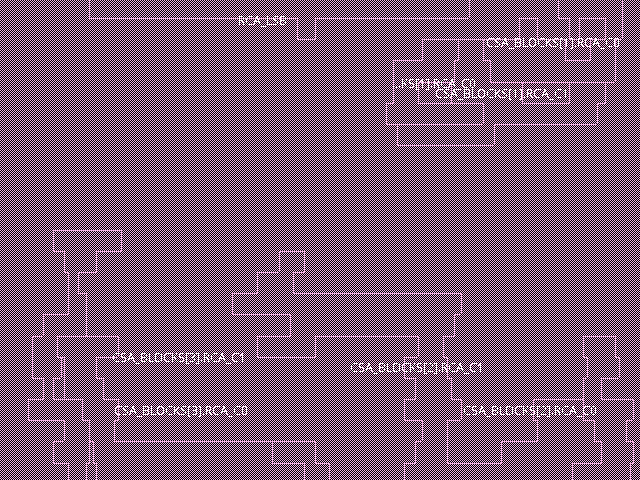 RCA_LSB
CSA_BLOCKS[1].RCA_C0
CSA_BLOCKS[1].RCA_C1
CSA_BLOCKS[3].RCA_C1
CSA_BLOCKS[2].RCA_C1
CSA_BLOCKS[3].RCA_C0
CSA_BLOCKS[2].RCA_C0